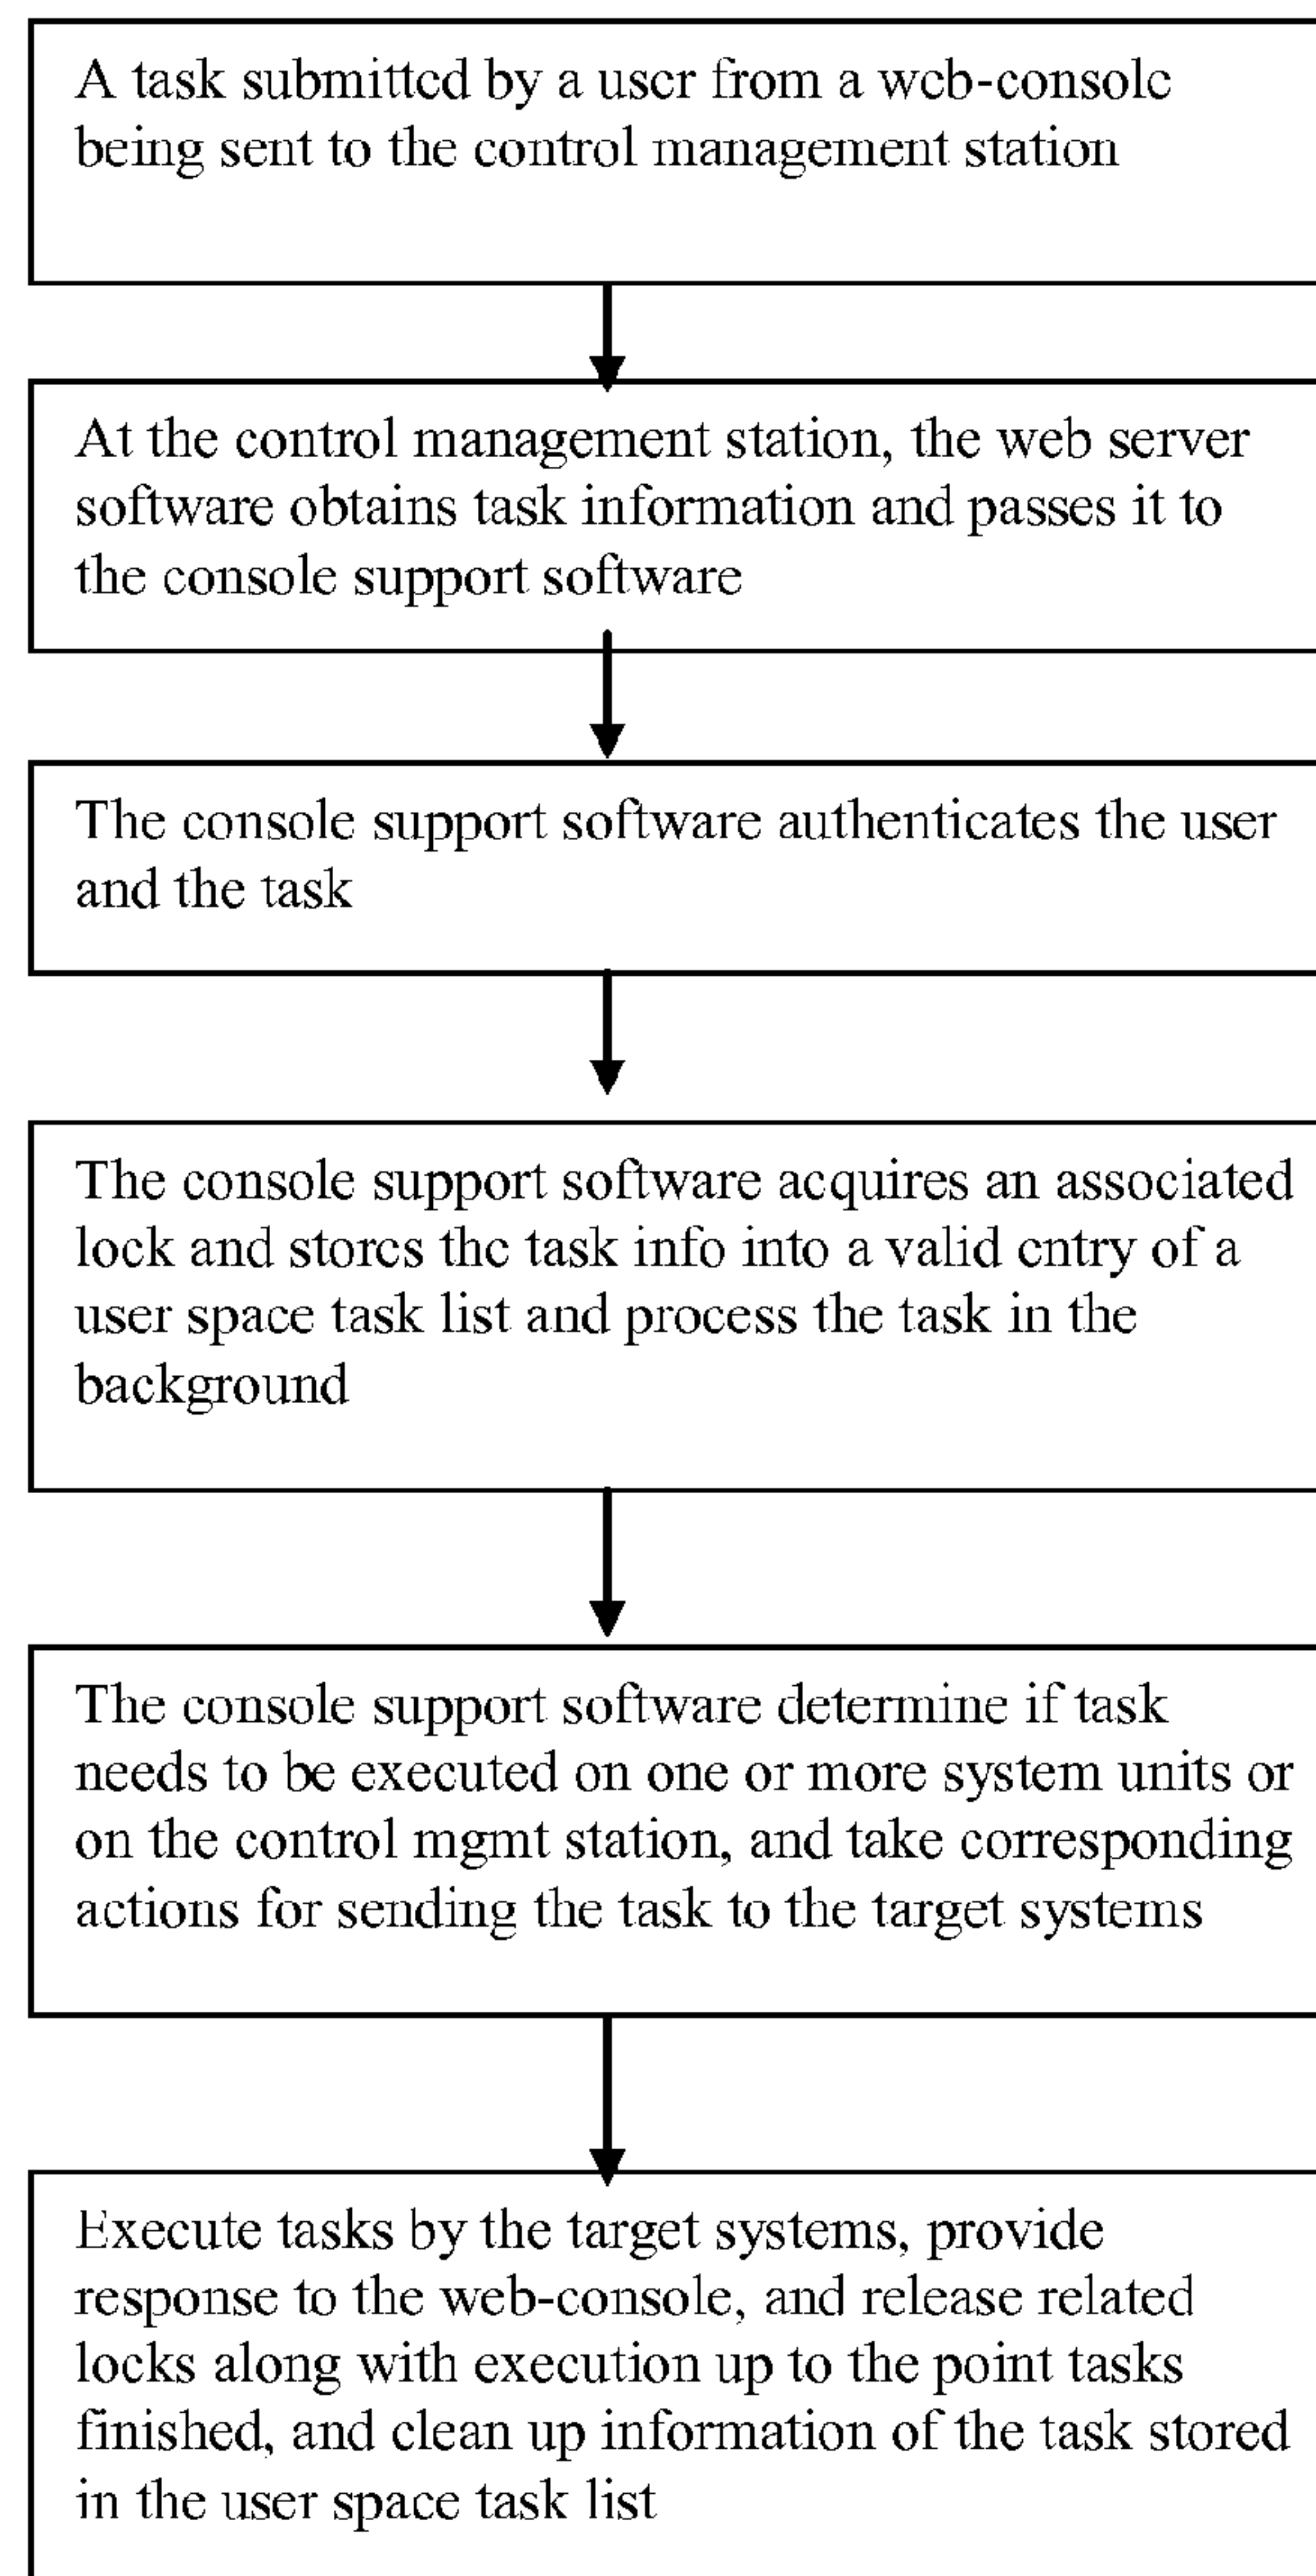 A task submitted by a user from a web-console
being sent to the control management station
At the control management station, the web server
software obtains task information and passes it to
the console support software
The console support software authenticates the user
and the task
The console support software acquires an associated
lock and stores the task info into a valid entry of a
user space task list and process the task in the
background
The console support software determine if task
needs to be executed on one or more system units or
on the control mgmt station, and take corresponding
actions for sending the task to the target systems
Execute tasks by the target systems, provide
response to the web-console, and release related
locks along with execution up to the point tasks
finished, and clean up information of the task stored
in the user space task list